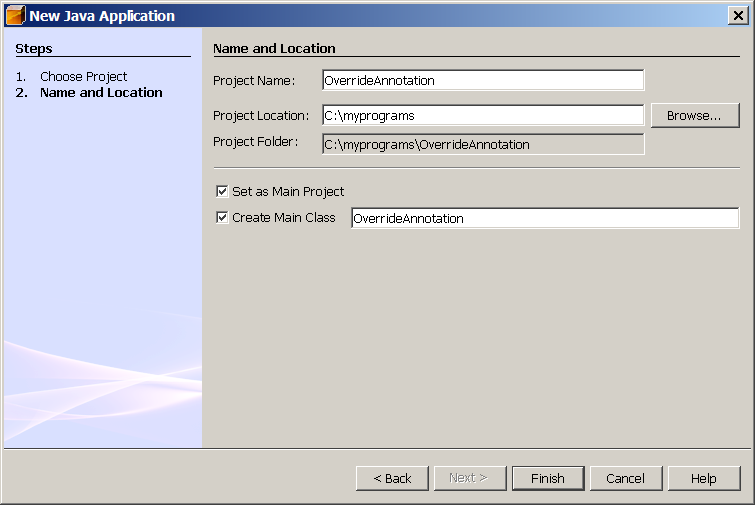 New Java Application
Steps
1. Choose Project
2. Name and Location
Name and Location
Project Name: OverrideAnnotation
Project Location: C:\myprograms Browse...
Project Folder: C:\myprograms\OverrideAnnotation
Set as Main Project
Create Main Class OverrideAnnotation
< Back Next > Finish Cancel Help